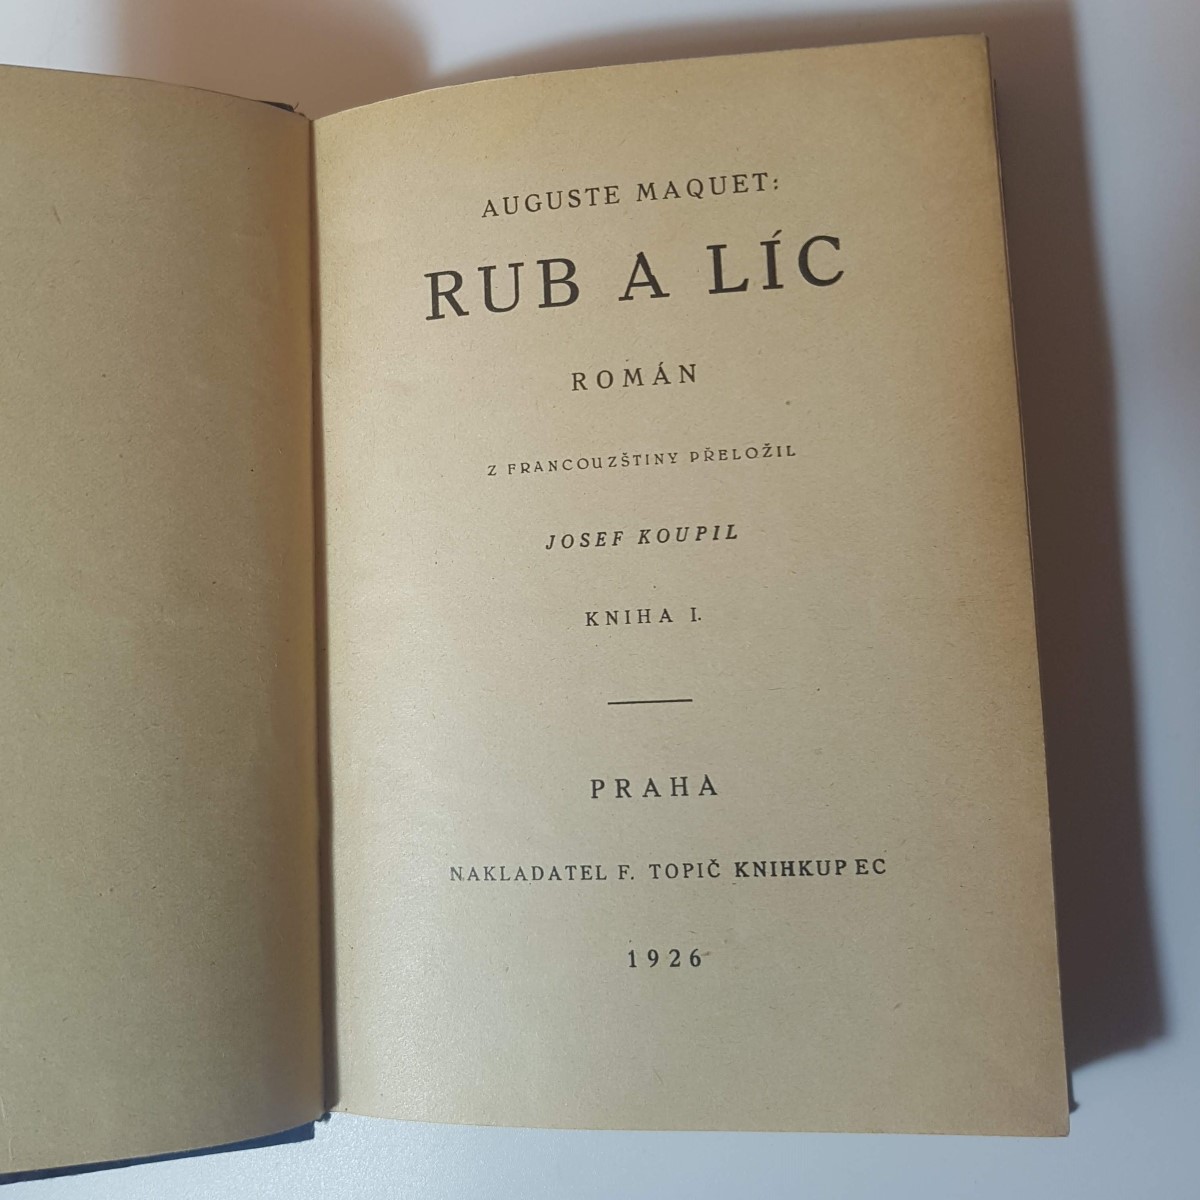 AUGUSTE MAQUET:
RUB A LÍC
ROMÁN
Z FRANCOUZŠTINY PŘELOŽIL
JOSEF KOUPIL
KNIHA I.
PRAHA
NAKLADATEL F. TOPIČ KNIHKUPEC
1926